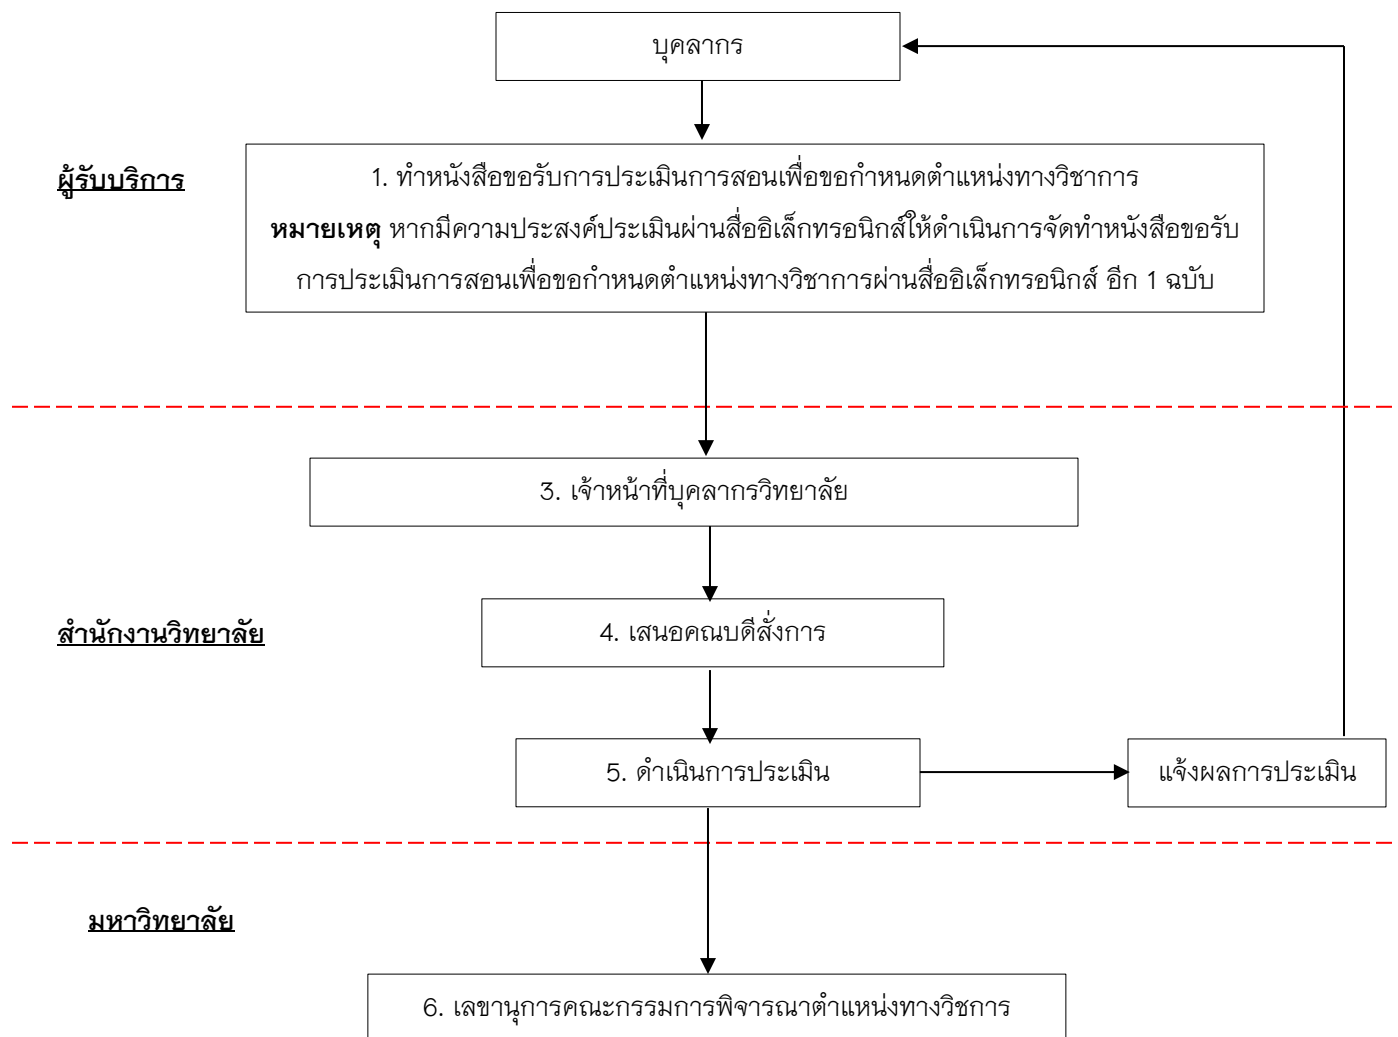 บุคลากร
ผู้รับบริการ
1. ทำหนังสือขอรับการประเมินการสอนเพื่อขอกำหนดตำแหน่งทางวิชาการ
หมายเหตุ หากมีความประสงค์ประเมินผ่านสื่ออิเล็กทรอนิกส์ให้ดำเนินการจัดทำหนังสือขอรับ
การประเมินการสอนเพื่อขอกำหนดตำแหน่งทางวิชาการผ่านสื่ออิเล็กทรอนิกส์ อีก 1 ฉบับ
3. เจ้าหน้าที่บุคลากรวิทยาลัย
สำนักงานวิทยาลัย
4. เสนอคณบดีสั่งการ
5. ดำเนินการประเมิน
แจ้งผลการประเมิน
มหาวิทยาลัย
6. เลขานุการคณะกรรมการพิจารณาตำแหน่งทางวิชการ